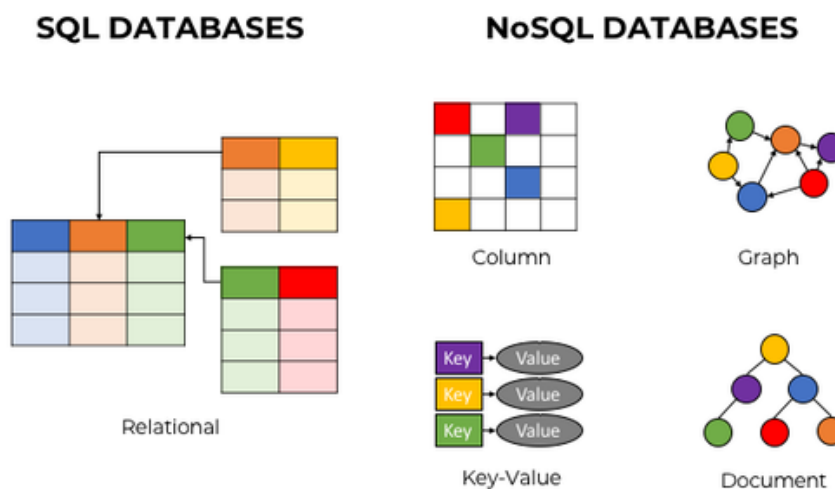 SQL DATABASES
NoSQL DATABASES
Column
Graph
Relational
Key Value
Key Value
Key Value
Key-Value
Document